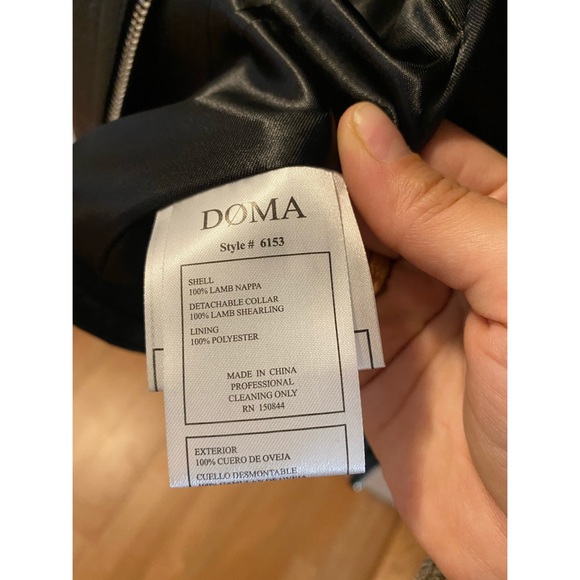 DØMA
Style # 6153
SHELL
100% LAMB NAPPA
DETACHABLE COLLAR
100% LAMB SHEARLING
LINING
100% POLYESTER
MADE IN CHINA
PROFESSIONAL
CLEANING ONLY
RN 150844
EXTERIOR
100% CUERO DE OVEJA
CUELLO DESMONTABLE